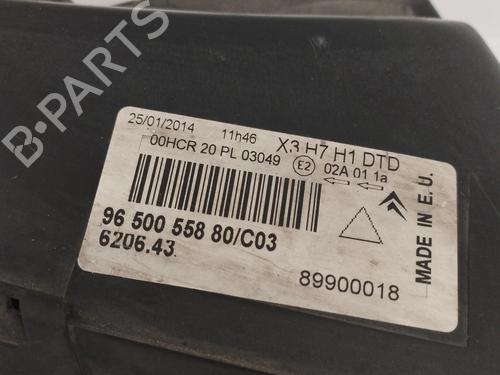 B-PARTS
25/01/2014 11h46 X3 H7 H1 DTD
00HCR 20 PL 03049 E2 02A 01 1a
96 500 558 80/C03
6206.43
89900018
MADE IN E.U.